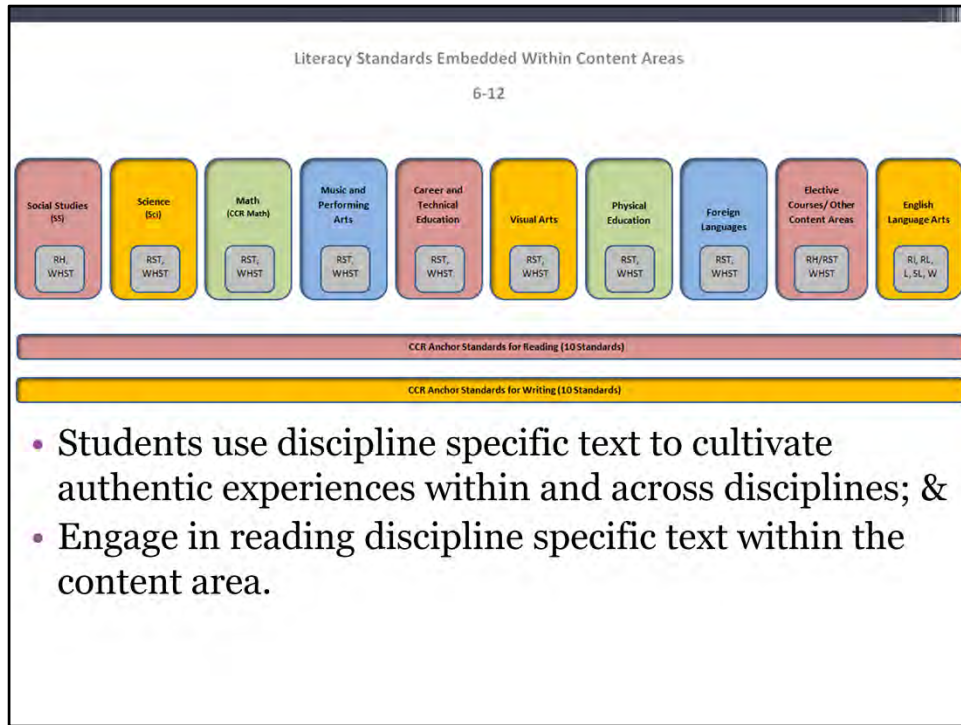 Literacy Standards Embedded Within Content Areas
6-12
Social Studies
(SS)
RH,
WHST
Science
(Sci)
RST,
WHST
Math
(CCR Math)
RST,
WHST
Music and
Performing
Arts
RST,
WHST
Career and
Technical
Education
RST,
WHST
Visual Arts
RST,
WHST
Physical
Education
RST,
WHST
Foreign
Languages
RST,
WHST
Elective
Courses/ Other
Content Areas
RH/RST
WHST
English
Language Arts
RI, RL,
L, SL, W
CCR Anchor Standards for Reading (10 Standards)
CCR Anchor Standards for Writing (10 Standards)
• Students use discipline specific text to cultivate
authentic experiences within and across disciplines; &
• Engage in reading discipline specific text within the
content area.